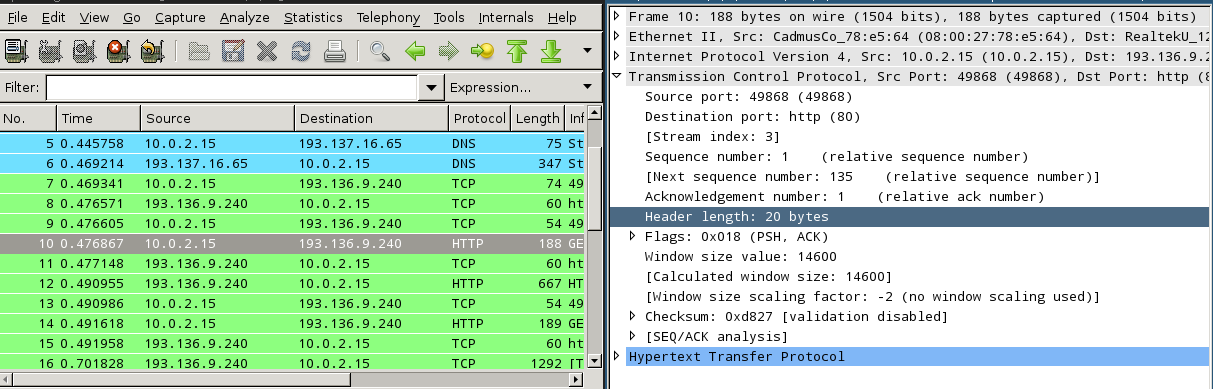 File Edit View Go Capture Analyze Statistics Telephony Tools Internals Help
Filter: Expression...
No. Time Source Destination Protocol Length Inf
5 0.445758 10.0.2.15 193.137.16.65 DNS 75 St
6 0.469214 193.137.16.65 10.0.2.15 DNS 347 St
7 0.469341 10.0.2.15 193.136.9.240 TCP 74 49
8 0.476571 193.136.9.240 10.0.2.15 TCP 60 ht
9 0.476605 10.0.2.15 193.136.9.240 TCP 54 49
10 0.476867 10.0.2.15 193.136.9.240 HTTP 188 GE
11 0.477148 193.136.9.240 10.0.2.15 TCP 60 ht
12 0.490955 193.136.9.240 10.0.2.15 HTTP 667 HT
13 0.490986 10.0.2.15 193.136.9.240 TCP 54 49
14 0.491618 10.0.2.15 193.136.9.240 HTTP 189 GE
15 0.491958 193.136.9.240 10.0.2.15 TCP 60 ht
16 0.701828 193.136.9.240 10.0.2.15 TCP 1292 [T
Frame 10: 188 bytes on wire (1504 bits), 188 bytes captured (1504 bits)
Ethernet II, Src: CadmusCo_78:e5:64 (08:00:27:78:e5:64), Dst: RealtekU_12
Internet Protocol Version 4, Src: 10.0.2.15 (10.0.2.15), Dst: 193.136.9.2
Transmission Control Protocol, Src Port: 49868 (49868), Dst Port: http (8
Source port: 49868 (49868)
Destination port: http (80)
[Stream index: 3]
Sequence number: 1 (relative sequence number)
[Next sequence number: 135 (relative sequence number)]
Acknowledgement number: 1 (relative ack number)
Header length: 20 bytes
Flags: 0x018 (PSH, ACK)
Window size value: 14600
[Calculated window size: 14600]
[Window size scaling factor: -2 (no window scaling used)]
Checksum: 0xd827 [validation disabled]
[SEQ/ACK analysis]
Hypertext Transfer Protocol